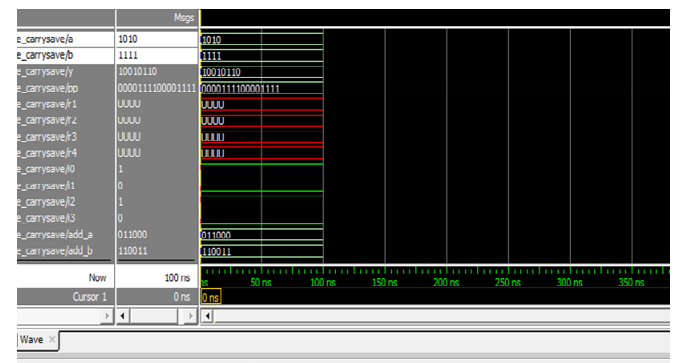 Msgs
e_carrysave/a 1010 1010
e_carrysave/b 1111 1111
e_carrysave/y 10010110 10010110
e_carrysave/pp 0000111100001111 0000111100001111
e_carrysave/r1 UUUU UUUU
e_carrysave/r2 UUUU UUUU
e_carrysave/r3 UUUU UUUU
e_carrysave/r4 UUUU UUUU
e_carrysave/i0 1
e_carrysave/i1 0
e_carrysave/i2 1
e_carrysave/i3 0
e_carrysave/add_a 011000 011000
e_carrysave/add_b 110011 110011
Now 100 ns ns 50 ns 100 ns 150 ns 200 ns 250 ns 300 ns 350 ns
Cursor 1 0 ns 0 ns
Wave